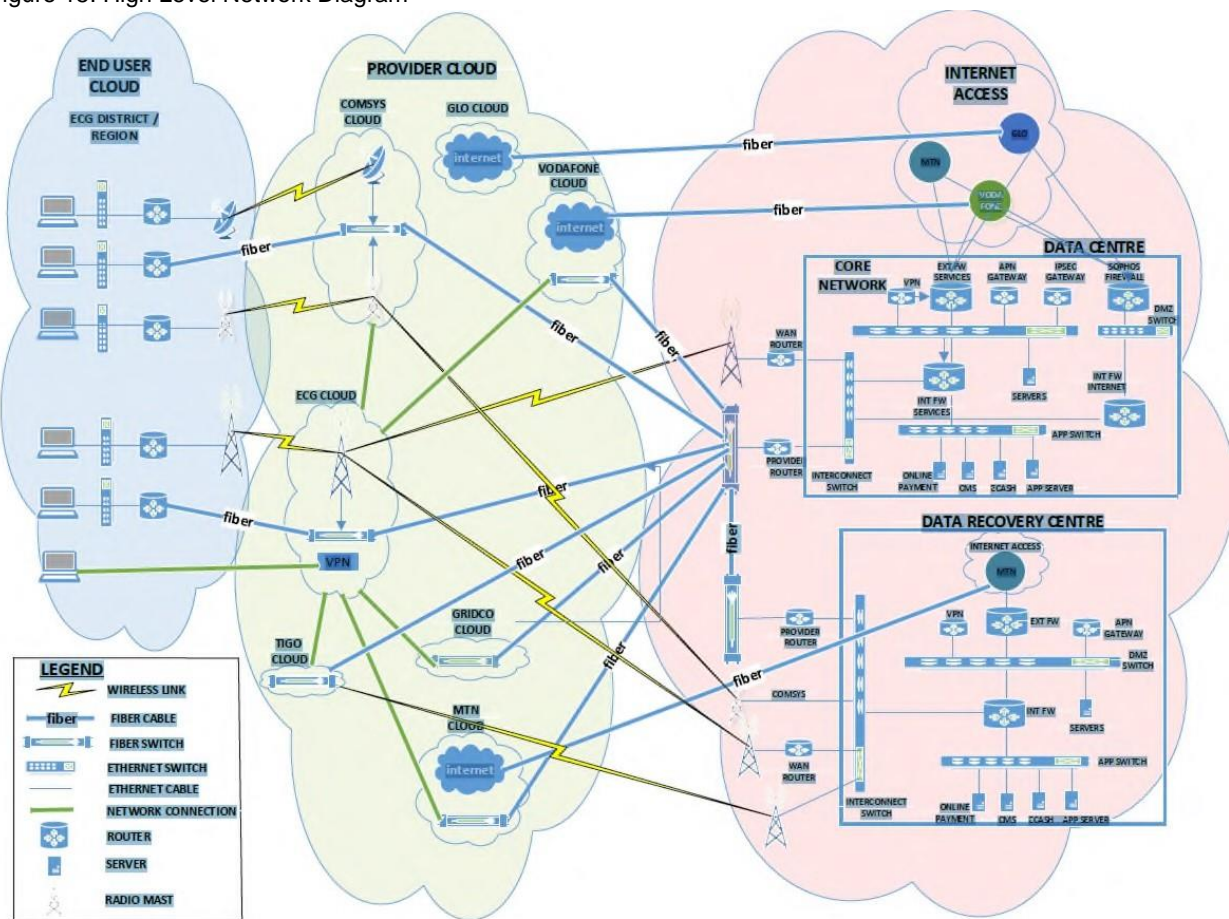 Figure 15: High Level Network Diagram
END USER
CLOUD
ECG DISTRICT /
REGION
fiber
fiber
PROVIDER CLOUD
COMSYS
CLOUD
GLO CLOUD
internet
VODAFONE
CLOUD
internet
ECG CLOUD
VPN
TIGO
CLOUD
GRIDCO
CLOUD
MTN
CLOUD
internet
fiber
fiber
fiber
fiber
fiber
fiber
fiber
fiber
fiber
fiber
INTERNET
ACCESS
GLO
MTN
VODA
FONE
DATA CENTRE
CORE
NETWORK
VPN
EXT FW
SERVICES
APN
GATEWAY
IPSEC
GATEWAY
SOPHOS
FIREWALL
DMZ
SWITCH
WAN
ROUTER
INT FW
SERVICES
SERVERS
INT FW
INTERNET
APP SWITCH
PROVIDER
ROUTER
INTERCONNECT
SWITCH
ONLINE
PAYMENT
CMS
ECASH
APP SERVER
DATA RECOVERY CENTRE
INTERNET ACCESS
MTN
VPN
EXT FW
APN
GATEWAY
DMZ
SWITCH
PROVIDER
ROUTER
COMSYS
INT FW
SERVERS
WAN
ROUTER
APP SWITCH
INTERCONNECT
SWITCH
ONLINE
PAYMENT
CMS
ECASH
APP SERVER
LEGEND
WIRELESS LINK
fiber
FIBER CABLE
FIBER SWITCH
ETHERNET SWITCH
ETHERNET CABLE
NETWORK CONNECTION
ROUTER
SERVER
RADIO MAST